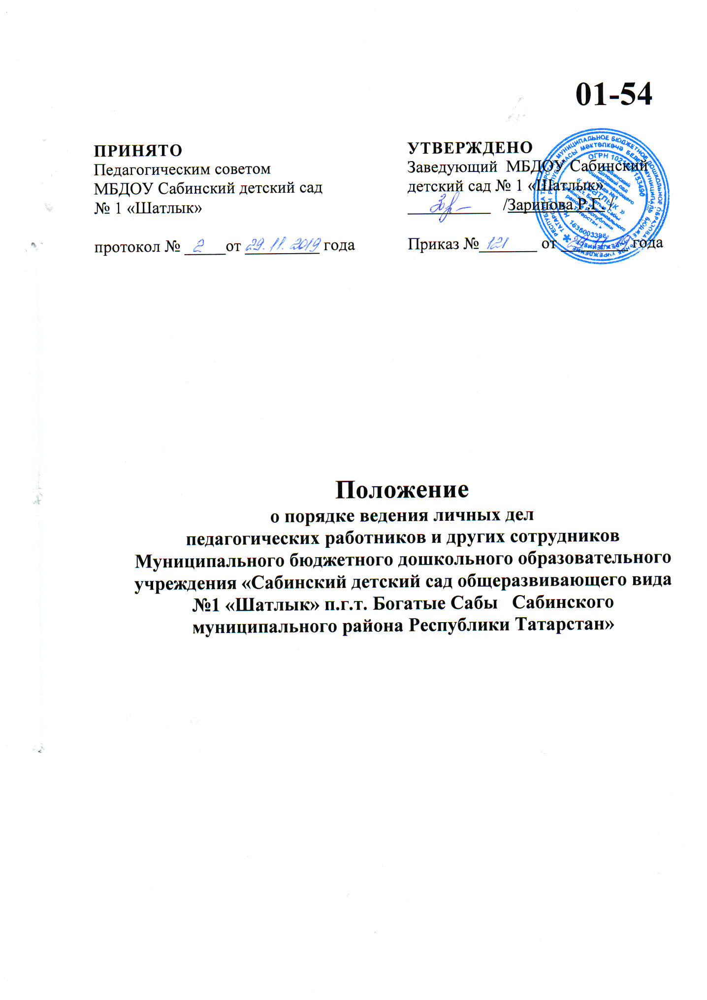 01-54
ПРИНЯТО
Педагогическим советом
МБДОУ Сабинский детский сад
№ 1 «Шатлык»
протокол № 2 от 29.11.2019 года
УТВЕРЖДЕНО
Заведующий МБДОУ Сабинский
детский сад № 1 «Шатлык»
/Зарипова Р.Г. /
Приказ № 121 от года
ОГРН
1636003398
Положение
о порядке ведения личных дел
педагогических работников и других сотрудников
Муниципального бюджетного дошкольного образовательного
учреждения «Сабинский детский сад общеразвивающего вида
№1 «Шатлык» п.г.т. Богатые Сабы Сабинского
муниципального района Республики Татарстан»